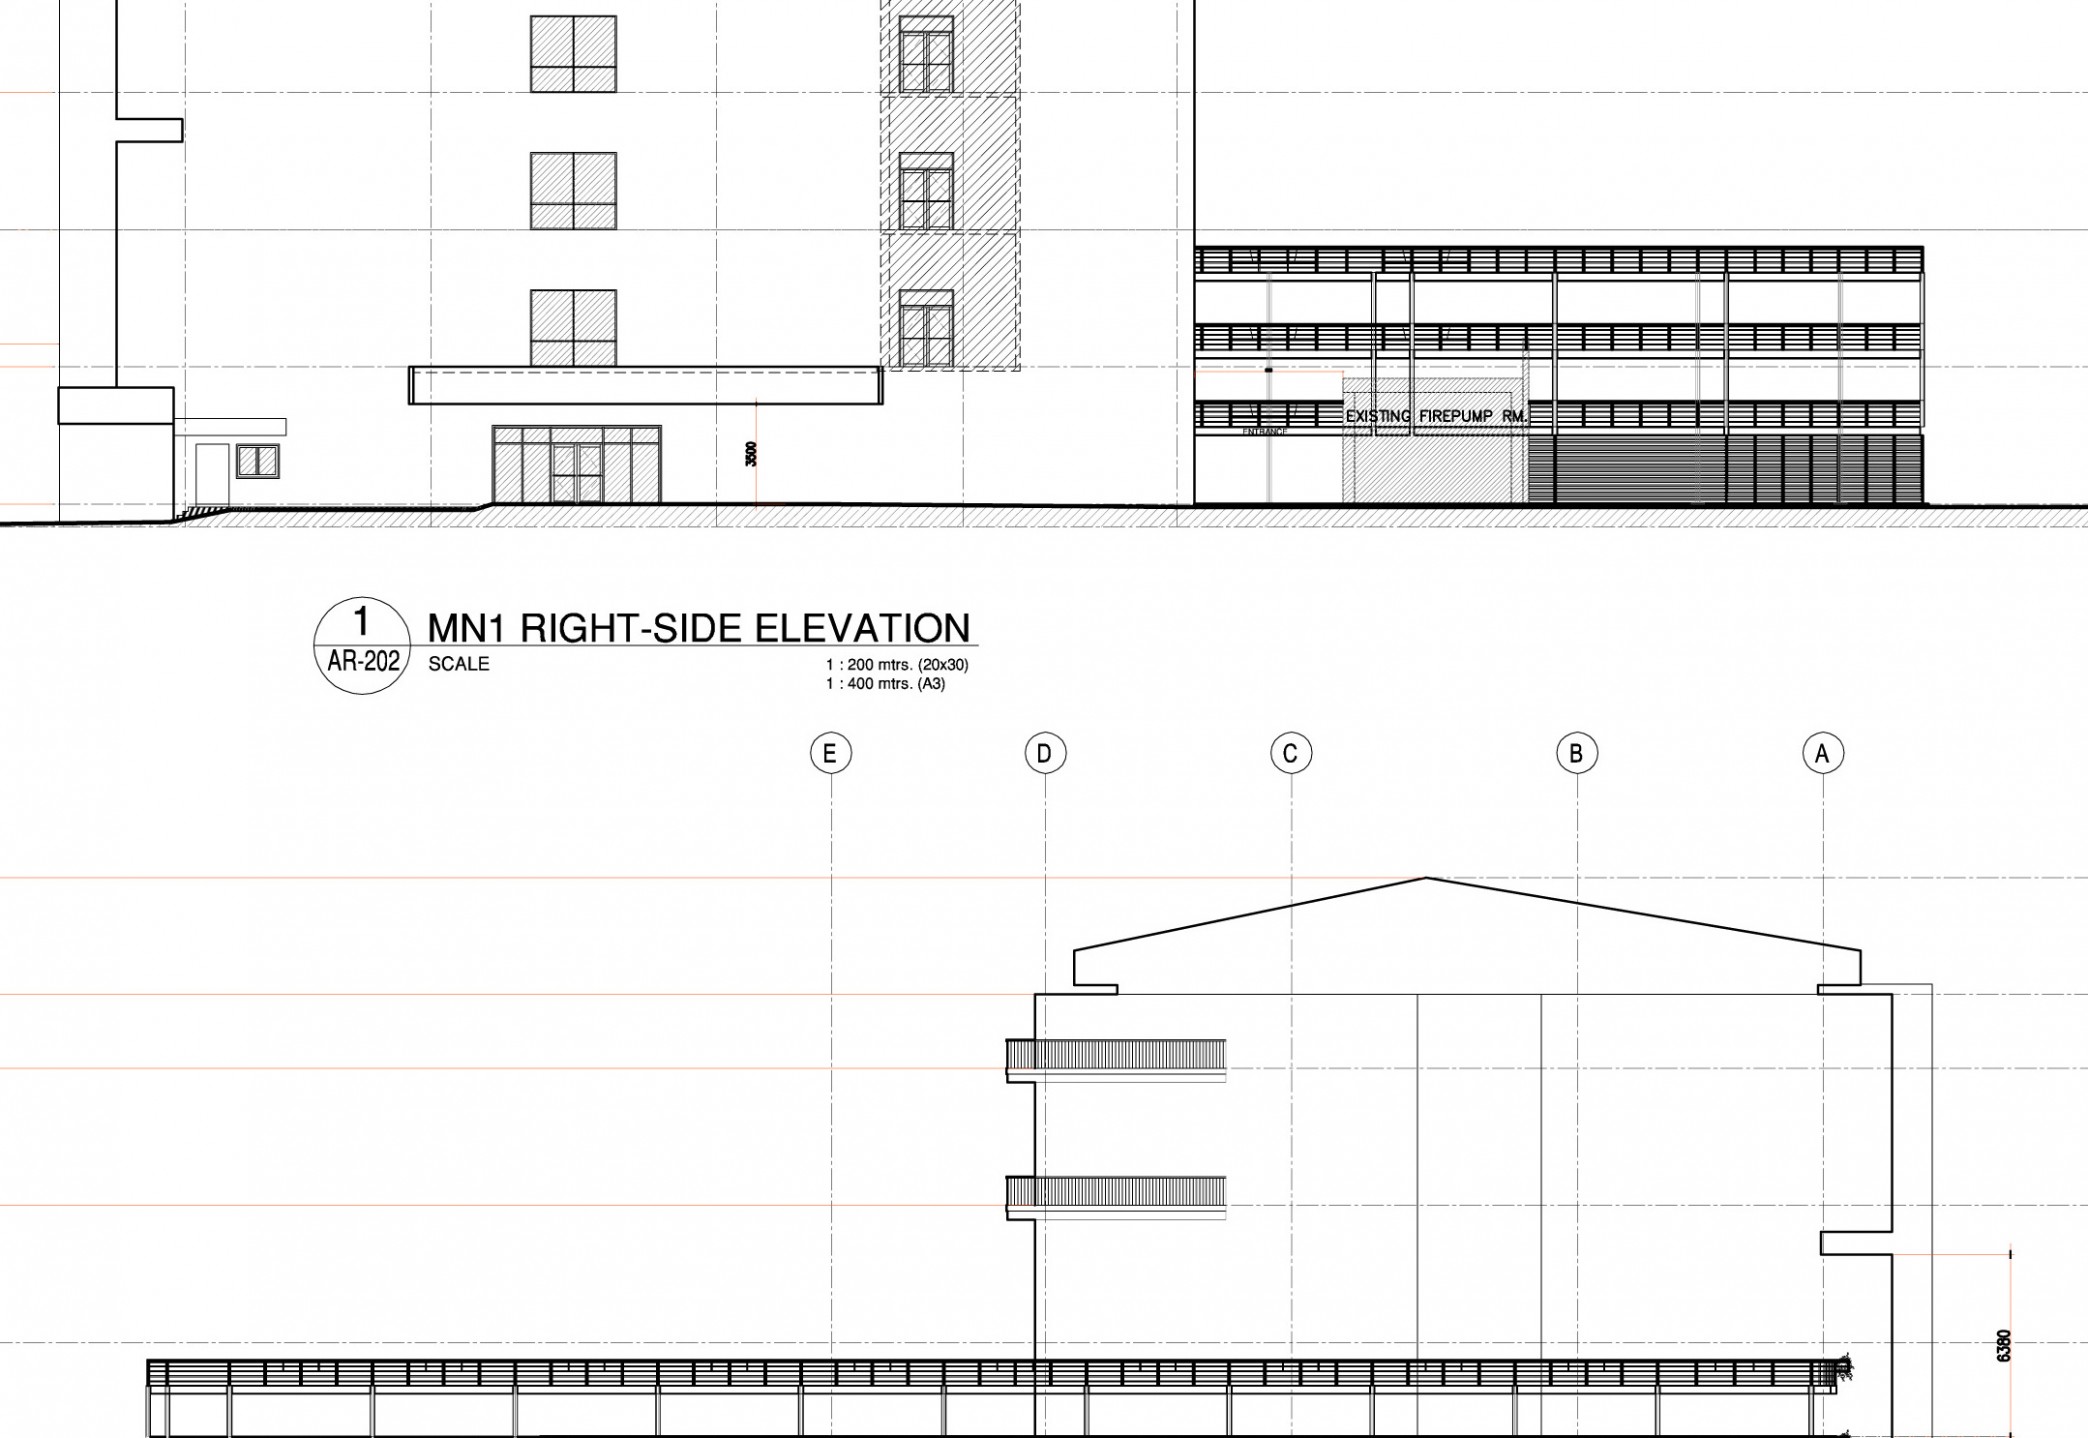 EXISTING FIREPUMP RM.
ENTRANCE
3500
1
AR-202
MN1 RIGHT-SIDE ELEVATION
SCALE
1 : 200 mtrs. (20x30)
1 : 400 mtrs. (A3)
E
D
C
B
A
6380